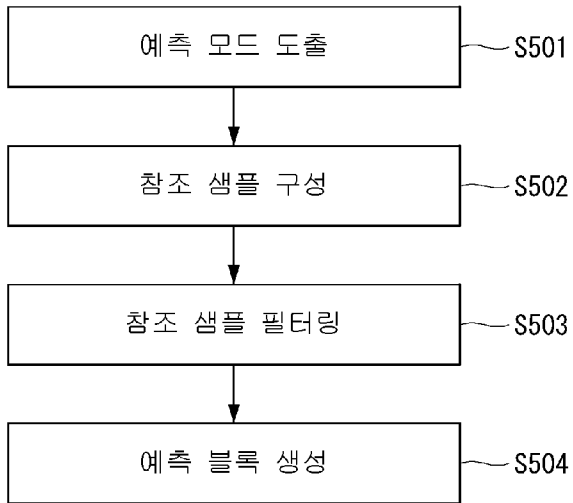 예측 모드 도출 S501
참조 샘플 구성 S502
참조 샘플 필터링 S503
예측 블록 생성 S504